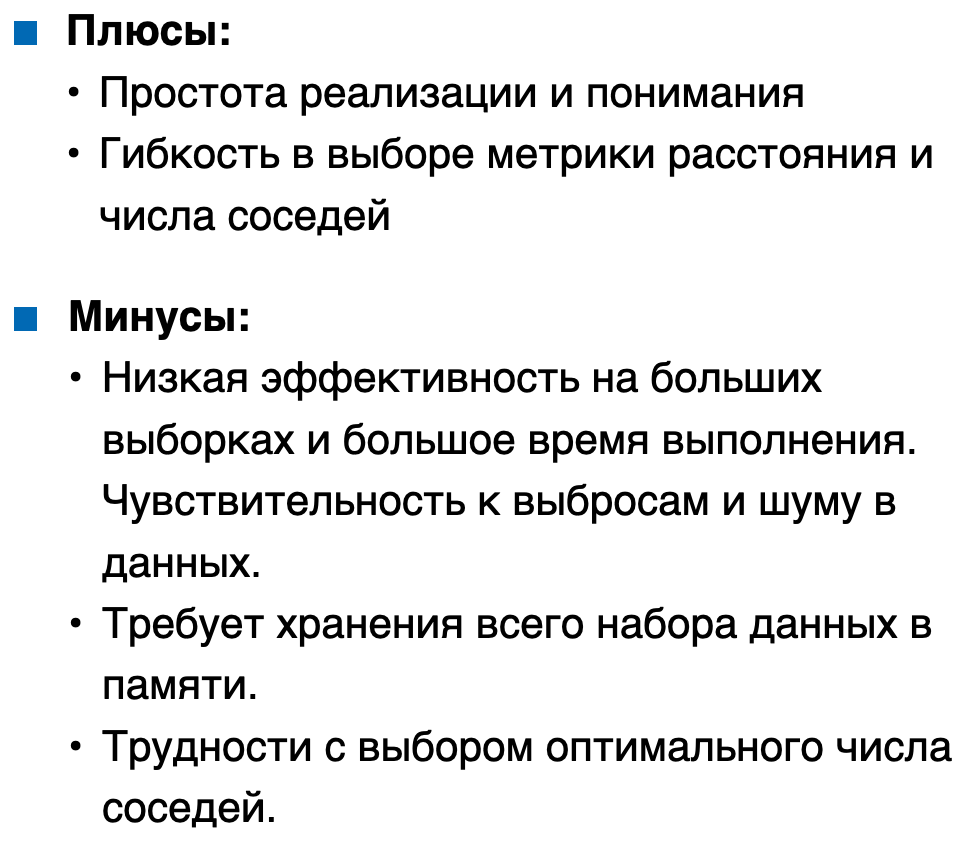 Плюсы:
• Простота реализации и понимания
• Гибкость в выборе метрики расстояния и
числа соседей
Минусы:
• Низкая эффективность на больших
выборках и большое время выполнения.
Чувствительность к выбросам и шуму в
данных.
• Требует хранения всего набора данных в
памяти.
• Трудности с выбором оптимального числа
соседей.